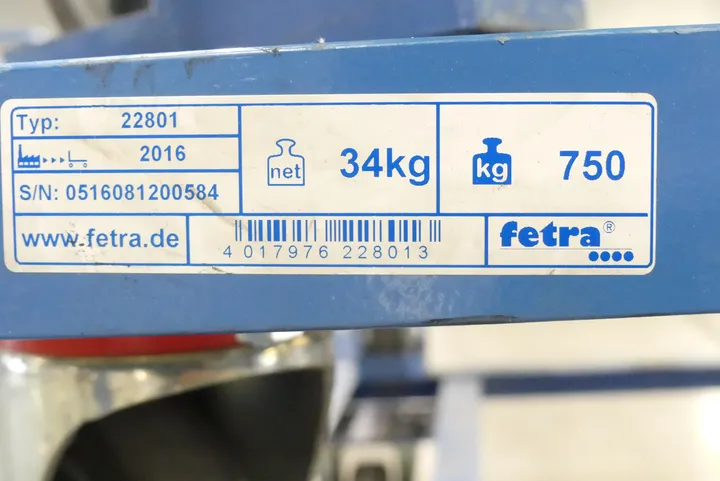 Typ: 22801
2016
S/N: 0516081200584
net 34kg
kg 750
www.fetra.de
4 017976 228013
fetra®